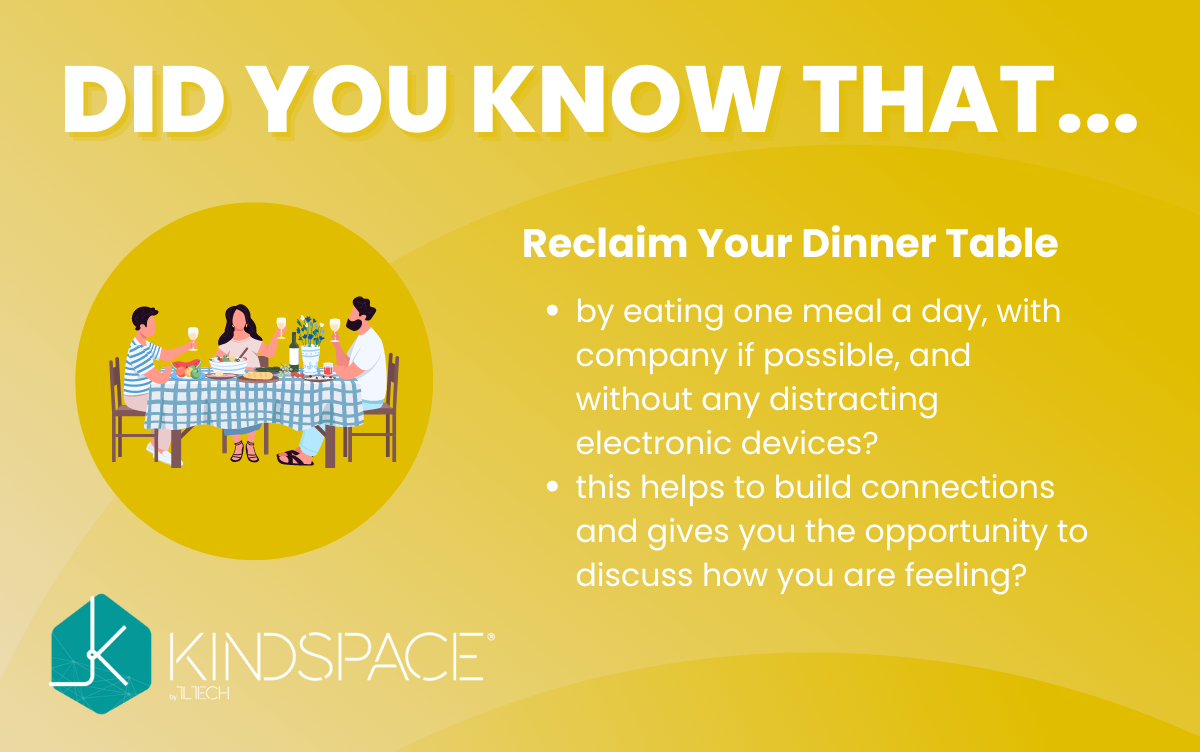 DID YOU KNOW THAT...
Reclaim Your Dinner Table
• by eating one meal a day, with
company if possible, and
without any distracting
electronic devices?
• this helps to build connections
and gives you the opportunity to
discuss how you are feeling?
KINDSPACE®
by TLTECH